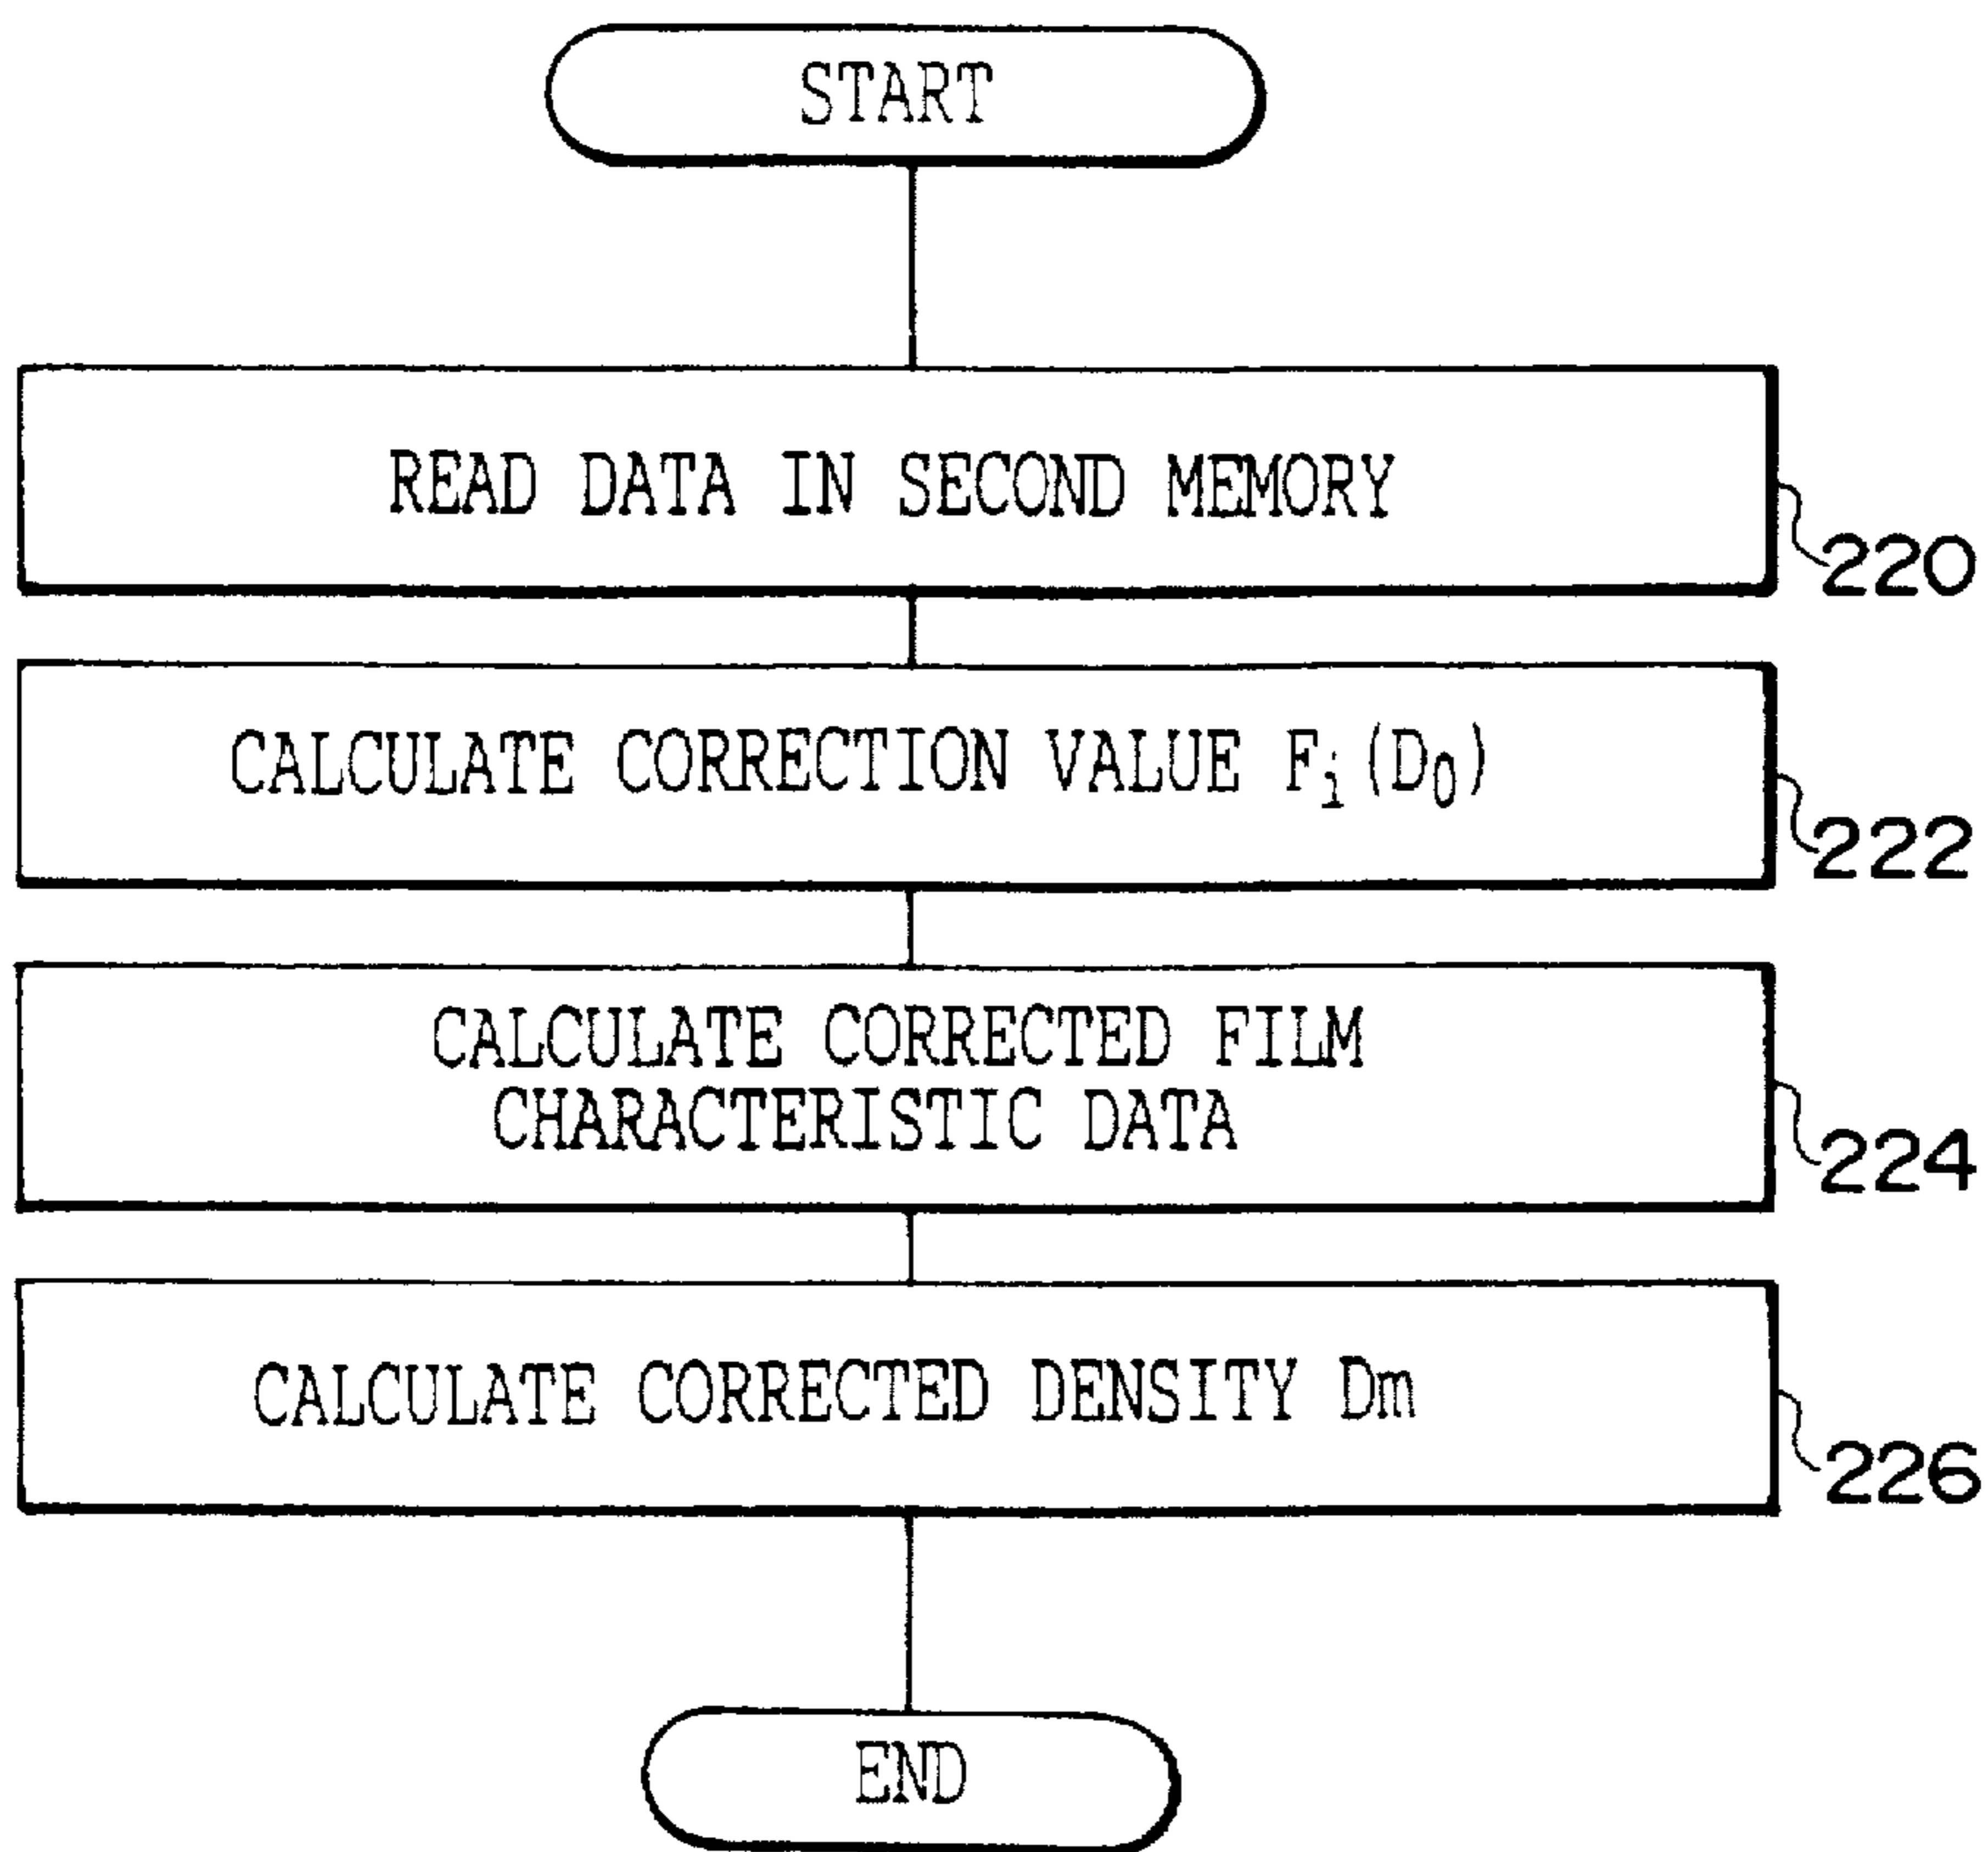 START
READ DATA IN SECOND MEMORY
220
CALCULATE CORRECTION VALUE Fi (D0)
222
CALCULATE CORRECTED FILM
CHARACTERISTIC DATA
224
CALCULATE CORRECTED DENSITY Dm
226
END